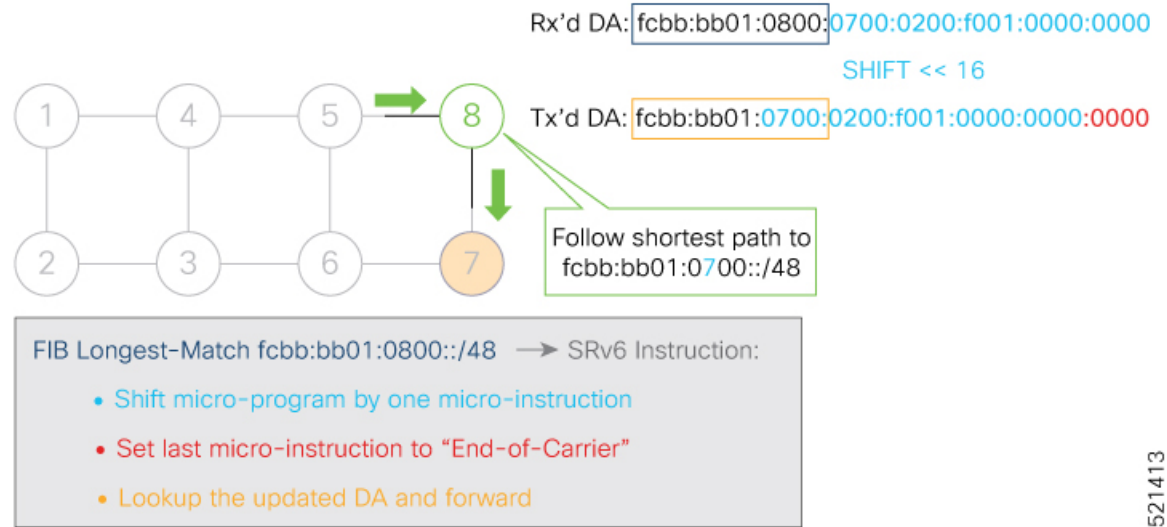 Rx'd DA: fcbb:bb01:0800:0700:0200:f001:0000:0000
SHIFT << 16
Tx'd DA: fcbb:bb01:0700:0200:f001:0000:0000:0000
1 4 5 8
Follow shortest path to
fcbb:bb01:0700::/48
2 3 6 7
FIB Longest-Match fcbb:bb01:0800::/48 → SRv6 Instruction:
• Shift micro-program by one micro-instruction
• Set last micro-instruction to “End-of-Carrier”
• Lookup the updated DA and forward
521413